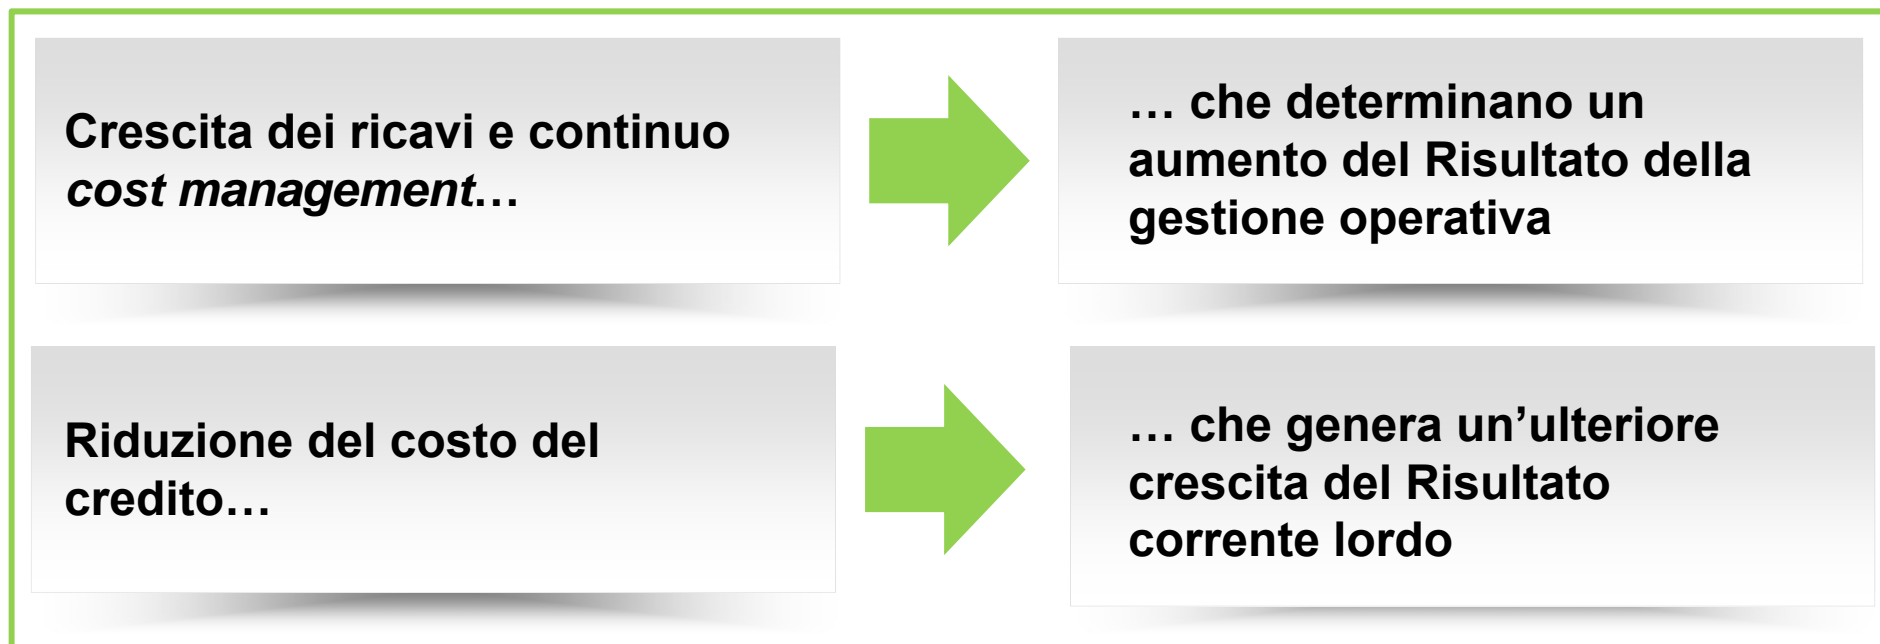 Crescita dei ricavi e continuo
cost management…
… che determinano un
aumento del Risultato della
gestione operativa
Riduzione del costo del
credito…
… che genera un’ulteriore
crescita del Risultato
corrente lordo